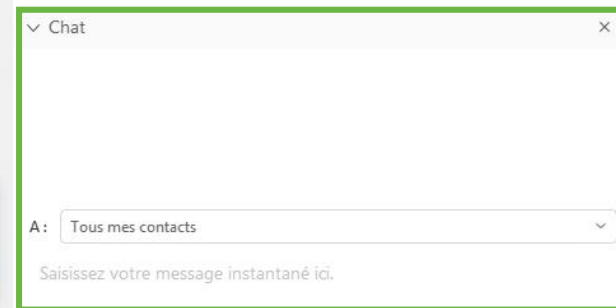 Chat
A: Tous mes contacts
Saisissez votre message instantané ici.